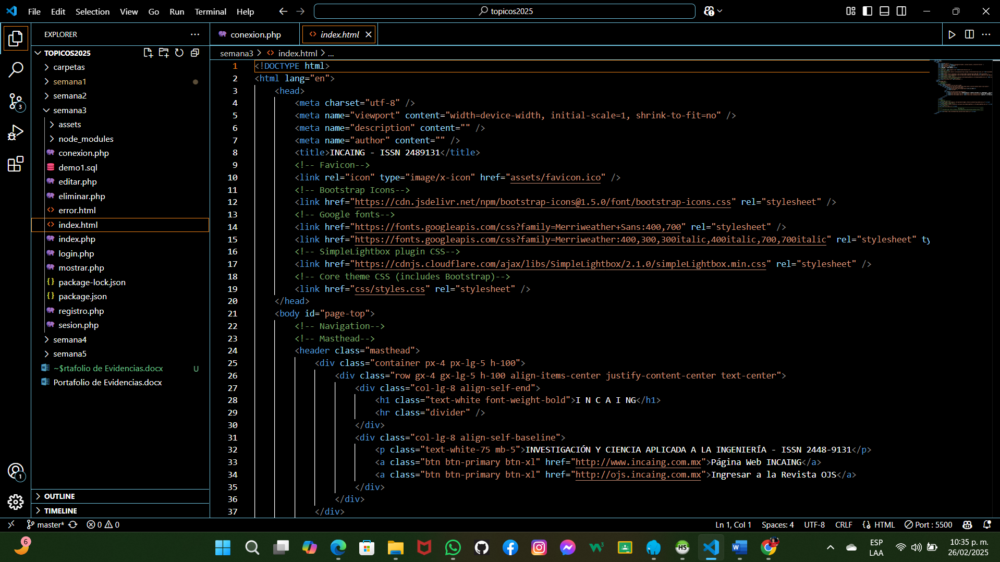 File Edit Selection View Go Run Terminal Help
topicos2025
EXPLORER
TOPICOS2025
carpetas
semana1
semana2
semana3
assets
node_modules
conexion.php
demo1.sql
editar.php
eliminar.php
error.html
index.html
index.php
login.php
mostrar.php
package-lock.json
package.json
registro.php
sesion.php
semana4
semana5
~$rtafolio de Evidencias.docx U
Portafolio de Evidencias.docx
OUTLINE
TIMELINE
3
1
conexion.php
index.html
semana3 > index.html > ...
1 <!DOCTYPE html>
2 <html lang="en">
3 <head>
4 <meta charset="utf-8" />
5 <meta name="viewport" content="width=device-width, initial-scale=1, shrink-to-fit=no" />
6 <meta name="description" content="" />
7 <meta name="author" content="" />
8 <title>INCAING - ISSN 2489131</title>
9 <!-- Favicon-->
10 <link rel="icon" type="image/x-icon" href="assets/favicon.ico" />
11 <!-- Bootstrap Icons-->
12 <link href="https://cdn.jsdelivr.net/npm/bootstrap-icons@1.5.0/font/bootstrap-icons.css" rel="stylesheet" />
13 <!-- Google fonts-->
14 <link href="https://fonts.googleapis.com/css?family=Merriweather+Sans:400,700" rel="stylesheet" />
15 <link href="https://fonts.googleapis.com/css?family=Merriweather:400,300,300italic,400italic,700,700italic" rel="stylesheet" ty
16 <!-- SimpleLightbox plugin CSS-->
17 <link href="https://cdnjs.cloudflare.com/ajax/libs/SimpleLightbox/2.1.0/simpleLightbox.min.css" rel="stylesheet" />
18 <!-- Core theme CSS (includes Bootstrap)-->
19 <link href="css/styles.css" rel="stylesheet" />
20 </head>
21 <body id="page-top">
22 <!-- Navigation-->
23 <!-- Masthead-->
24 <header class="masthead">
25 <div class="container px-4 px-lg-5 h-100">
26 <div class="row gx-4 gx-lg-5 h-100 align-items-center justify-content-center text-center">
27 <div class="col-lg-8 align-self-end">
28 <h1 class="text-white font-weight-bold">I N C A I NG</h1>
29 <hr class="divider" />
30 </div>
31 <div class="col-lg-8 align-self-baseline">
32 <p class="text-white-75 mb-5">INVESTIGACIÓN Y CIENCIA APLICADA A LA INGENIERÍA - ISSN 2448-9131</p>
33 <a class="btn btn-primary btn-xl" href="http://www.incaing.com.mx">Página Web INCAING</a>
34 <a class="btn btn-primary btn-xl" href="http://ojs.incaing.com.mx">Ingresar a la Revista OJS</a>
35 </div>
36 </div>
37 </div>
master* 0 0
Ln 1, Col 1 Spaces: 4 UTF-8 CRLF {} HTML Port : 5500
6
W3
HS
W
ESP
LAA
10:35 p. m.
26/02/2025